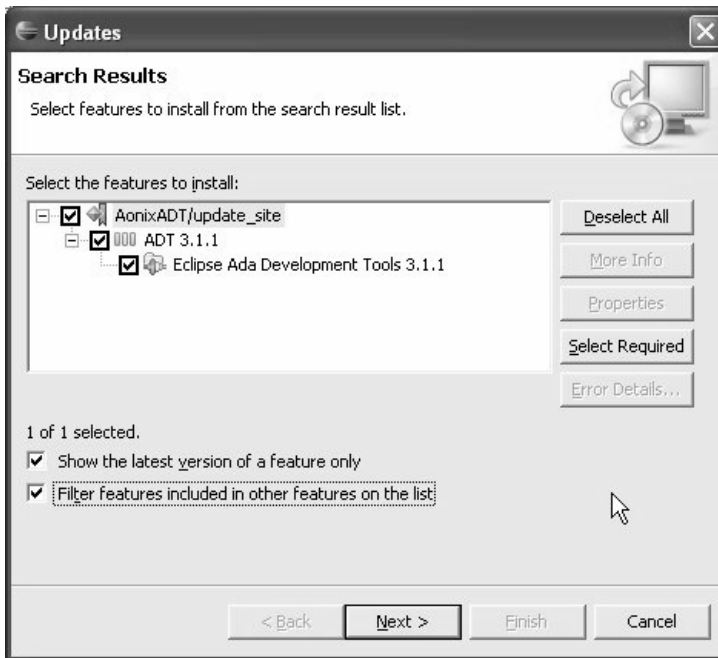 Updates
Search Results
Select features to install from the search result list.
Select the features to install:
AonixADT/update_site
ADT 3.1.1
Eclipse Ada Development Tools 3.1.1
Deselect All
More Info
Properties
Select Required
Error Details...
1 of 1 selected.
Show the latest version of a feature only
Filter features included in other features on the list
< Back
Next >
Finish
Cancel